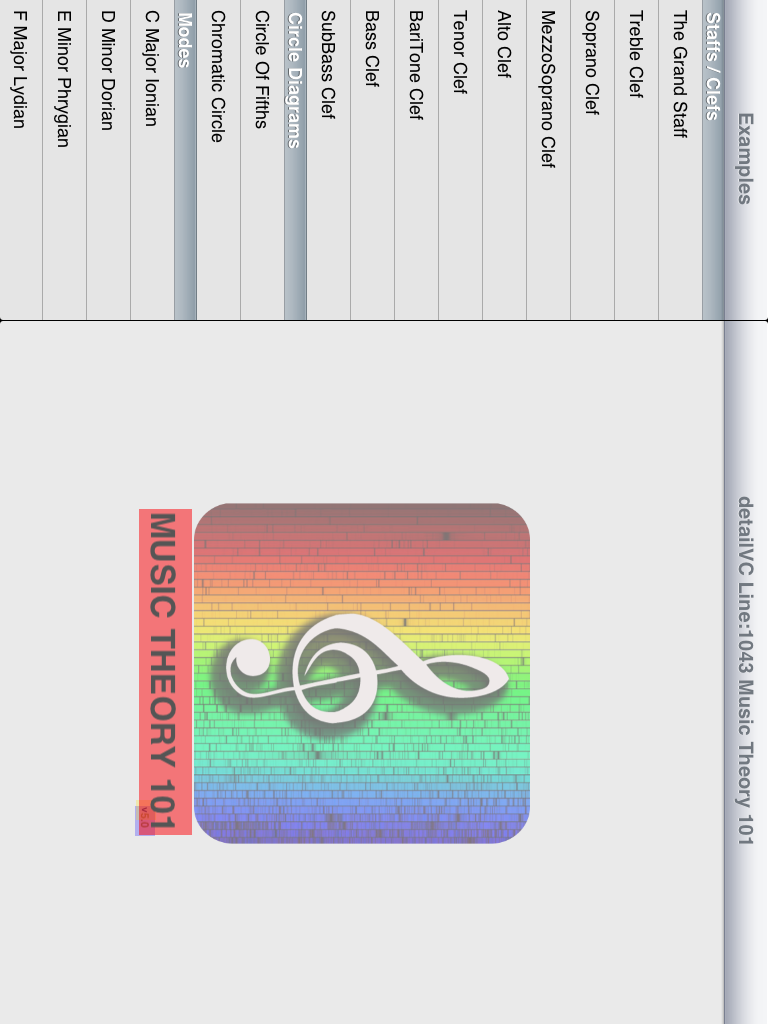 Examples
detailVC Line:1043 Music Theory 101
Staffs / Clefs
The Grand Staff
Treble Clef
Soprano Clef
MezzoSoprano Clef
Alto Clef
Tenor Clef
BariTone Clef
Bass Clef
SubBass Clef
Circle Diagrams
Circle Of Fifths
Chromatic Circle
Modes
C Major Ionian
D Minor Dorian
E Minor Phrygian
F Major Lydian
MUSIC THEORY 101
v5.0